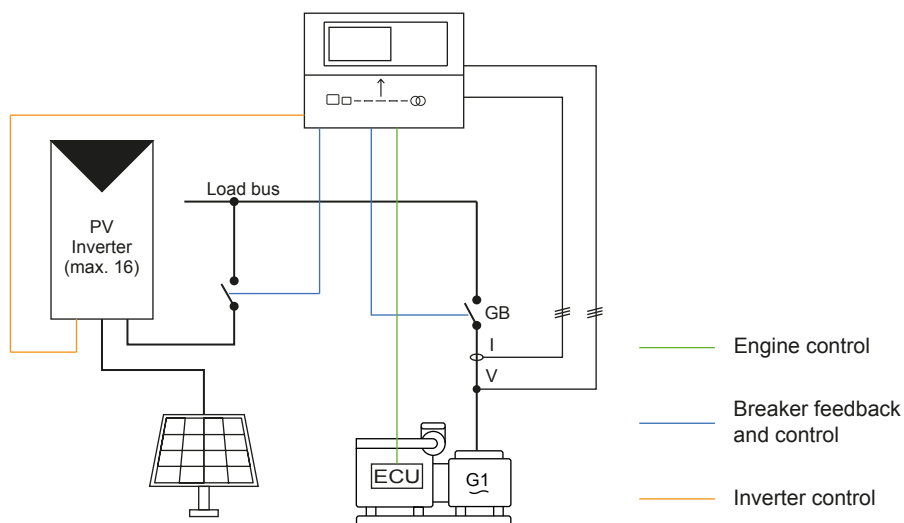 Load bus
PV
Inverter
(max. 16)
GB
I
V
ECU
G1
Engine control
Breaker feedback
and control
Inverter control